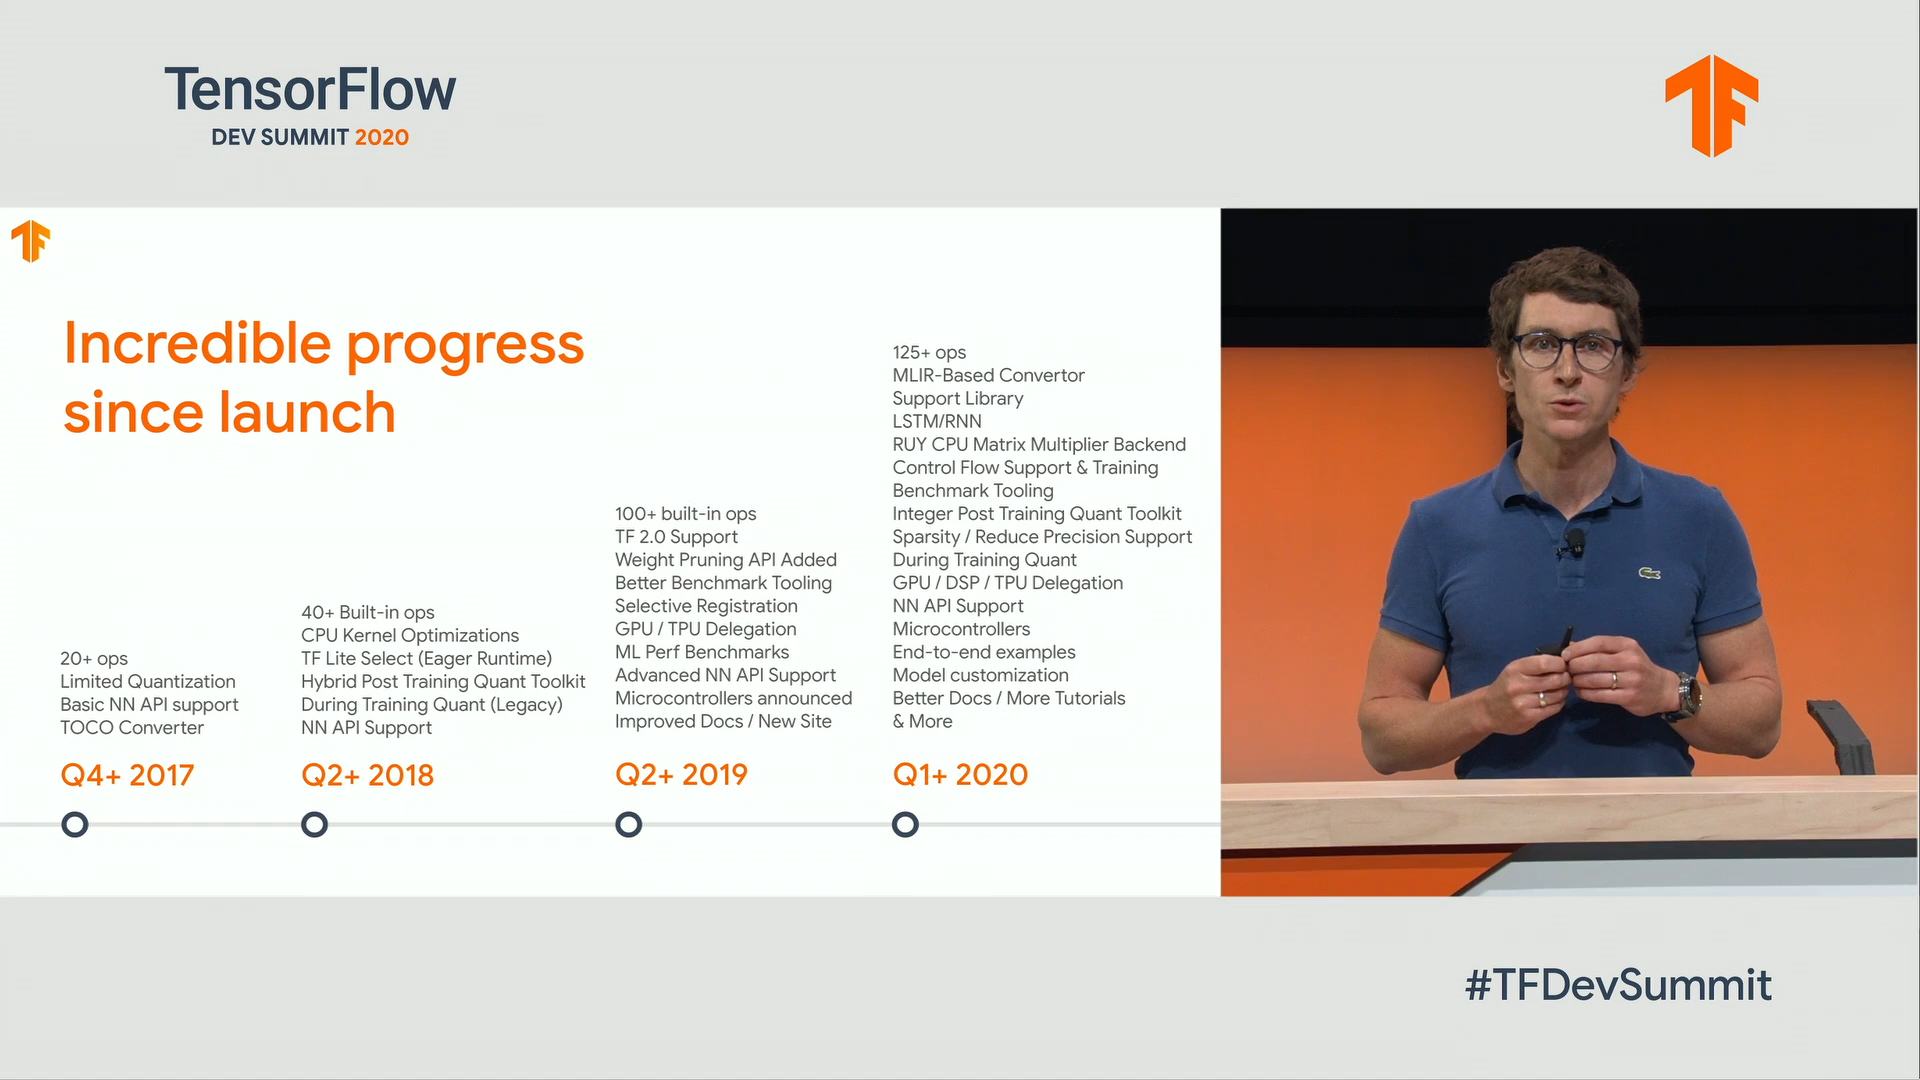 TensorFlow
DEV SUMMIT 2020
Incredible progress
since launch
20+ ops
Limited Quantization
Basic NN API support
TOCO Converter
Q4+ 2017
40+ Built-in ops
CPU Kernel Optimizations
TF Lite Select (Eager Runtime)
Hybrid Post Training Quant Toolkit
During Training Quant (Legacy)
NN API Support
Q2+ 2018
100+ built-in ops
TF 2.0 Support
Weight Pruning API Added
Better Benchmark Tooling
Selective Registration
GPU / TPU Delegation
ML Perf Benchmarks
Advanced NN API Support
Microcontrollers announced
Improved Docs / New Site
Q2+ 2019
125+ ops
MLIR-Based Convertor
Support Library
LSTM/RNN
RUY CPU Matrix Multiplier Backend
Control Flow Support & Training
Benchmark Tooling
Integer Post Training Quant Toolkit
Sparsity / Reduce Precision Support
During Training Quant
GPU / DSP / TPU Delegation
NN API Support
Microcontrollers
End-to-end examples
Model customization
Better Docs / More Tutorials
& More
Q1+ 2020
#TFDevSummit